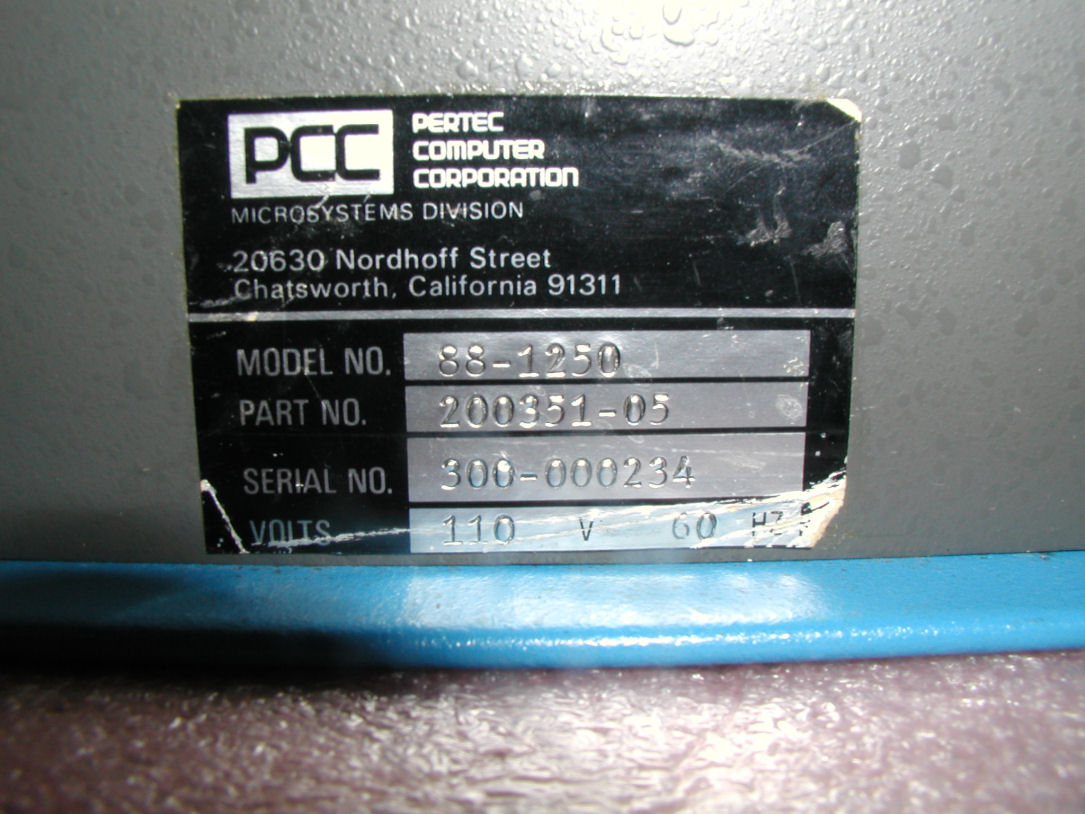 PCC PERTEC
COMPUTER
CORPORATION
MICROSYSTEMS DIVISION
20630 Nordhoff Street
Chatsworth, California 91311
MODEL NO. 88-1250
PART NO. 200351-05
SERIAL NO. 300-000234
VOLTS 110 V 60 HZ